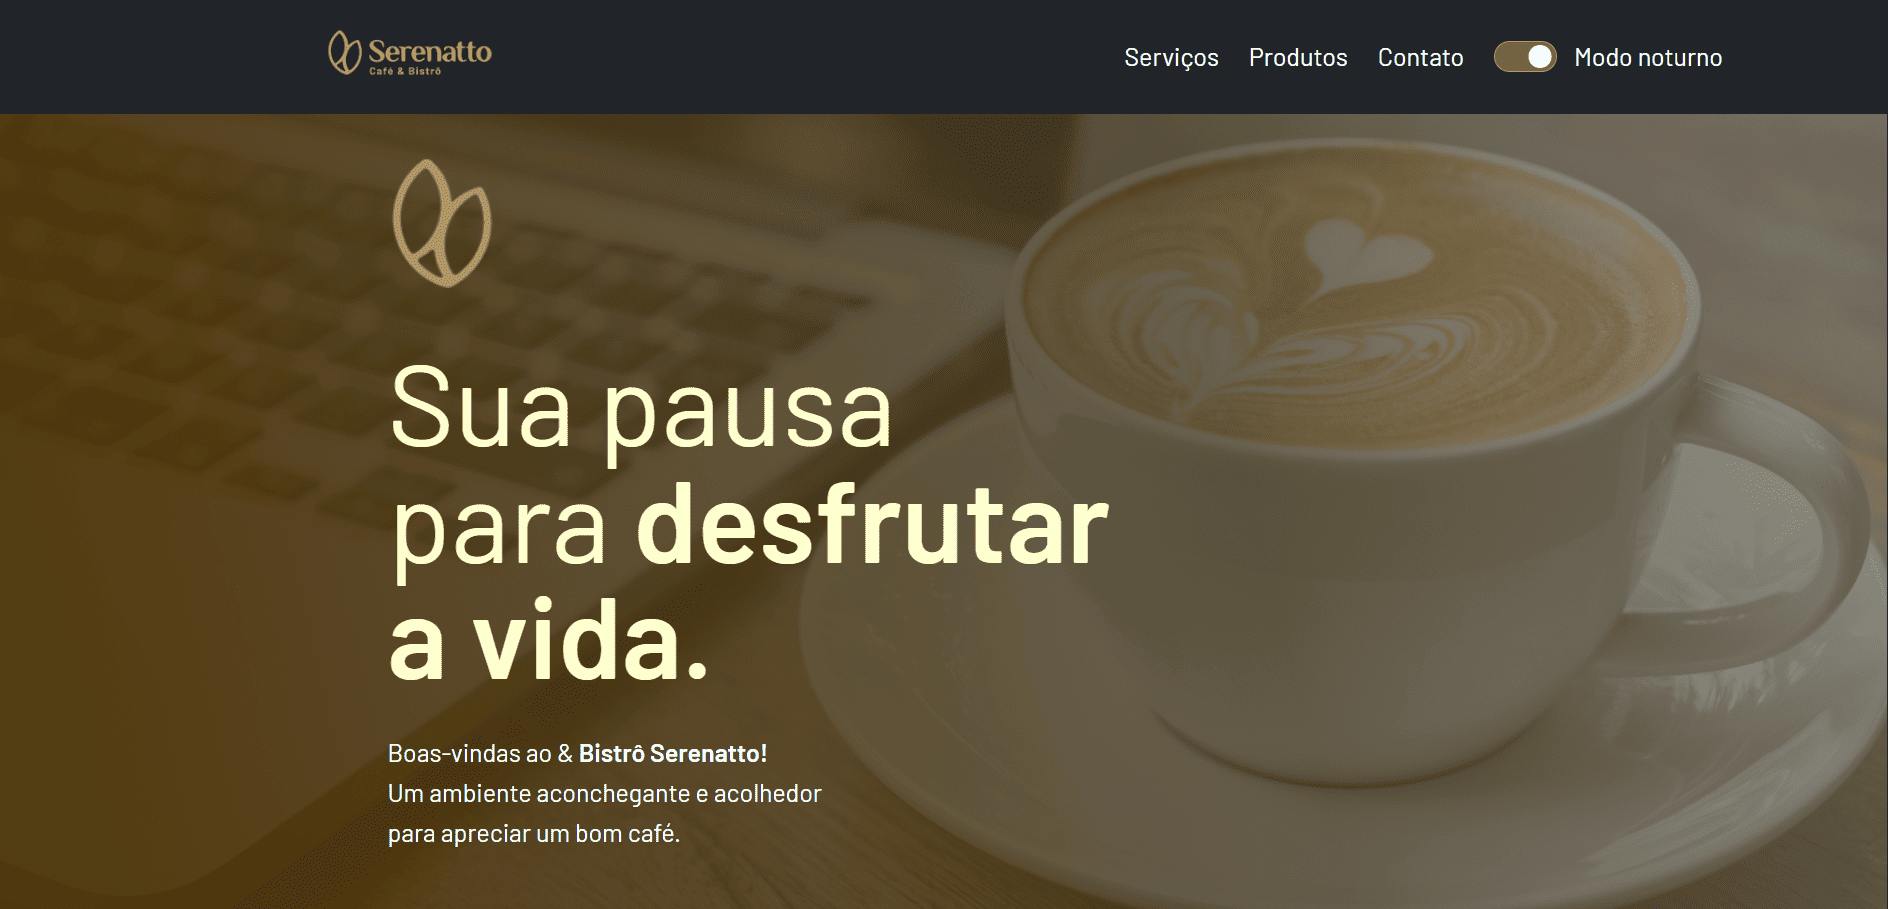 Serenatto
Café & Bistrô
Serviços Produtos Contato Modo noturno
Sua pausa
para desfrutar
a vida.
Boas-vindas ao & Bistrô Serenatto!
Um ambiente aconchegante e acolhedor
para apreciar um bom café.